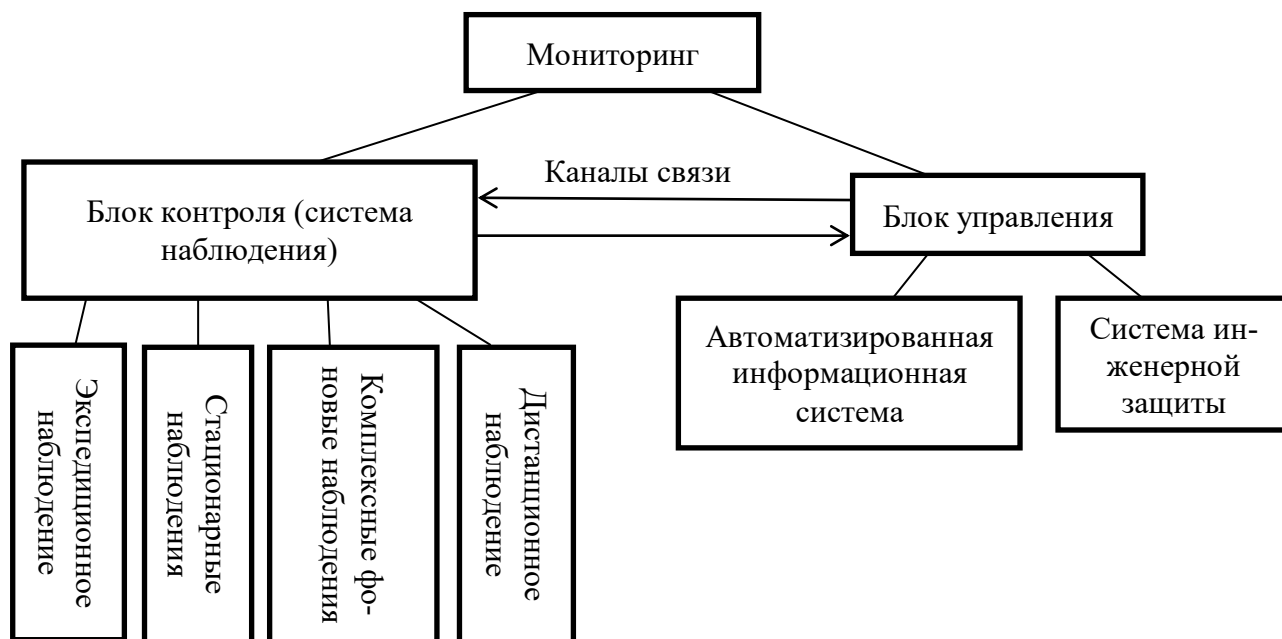 Мониторинг
Каналы связи
Блок контроля (система
наблюдения)
Блок управления
Автоматизированная
информационная
система
Система ин-
женерной
защиты
Экспедиционное
наблюдение
Стационарные
наблюдения
Комплексные фо-
новые наблюдения
Дистанционное
наблюдение